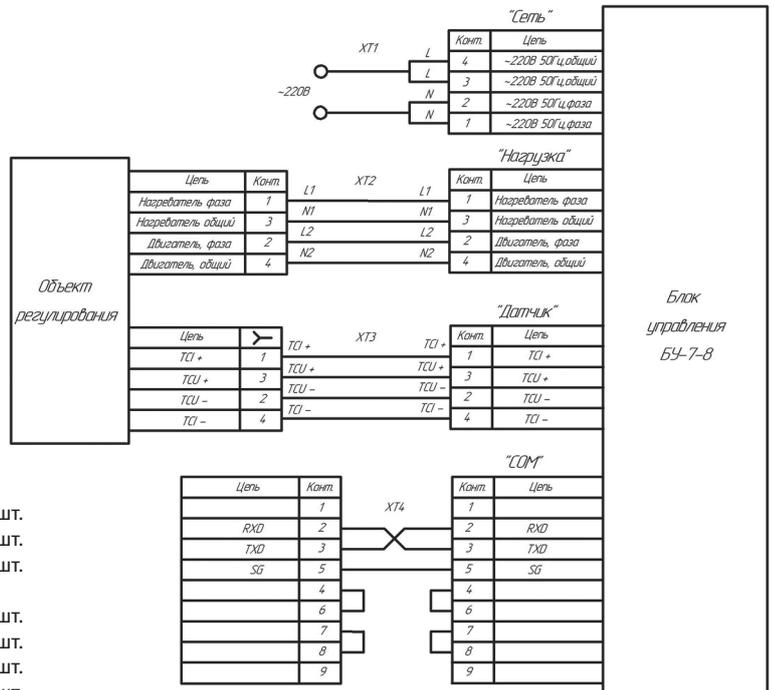 "Сеть"
Конт. Цепь
4 ~220В 50Гц,общий
3 ~220В 50Гц,общий
2 ~220В 50Гц,фаза
1 ~220В 50Гц,фаза
XT1
L
L
N
N
~220В
"Нагрузка"
Цепь Конт. XT2 Конт. Цепь
Нагреватель фаза 1 L1 L1 1 Нагреватель фаза
Нагреватель общий 3 N1 N1 3 Нагреватель общий
Двигатель, фаза 2 L2 L2 2 Двигатель, фаза
Двигатель, общий 4 N2 N2 4 Двигатель, общий
Объект
регулирования
Блок
управления
БУ-7-8
"Датчик"
Цепь XT3 Конт. Цепь
TCI + 1 TCI + TCI + 1 TCI +
TCU + 3 TCU + TCU + 3 TCU +
TCU – 2 TCU – TCU – 2 TCU –
TCI – 4 TCI – TCI – 4 TCI –
"COM"
Цепь Конт. XT4 Конт. Цепь
1 1
RXD 2 2 RXD
TXD 3 3 TXD
SG 5 5 SG
4 4
6 6
7 7
8 8
9 9
шт.
шт.
шт.
шт.
шт.
шт.